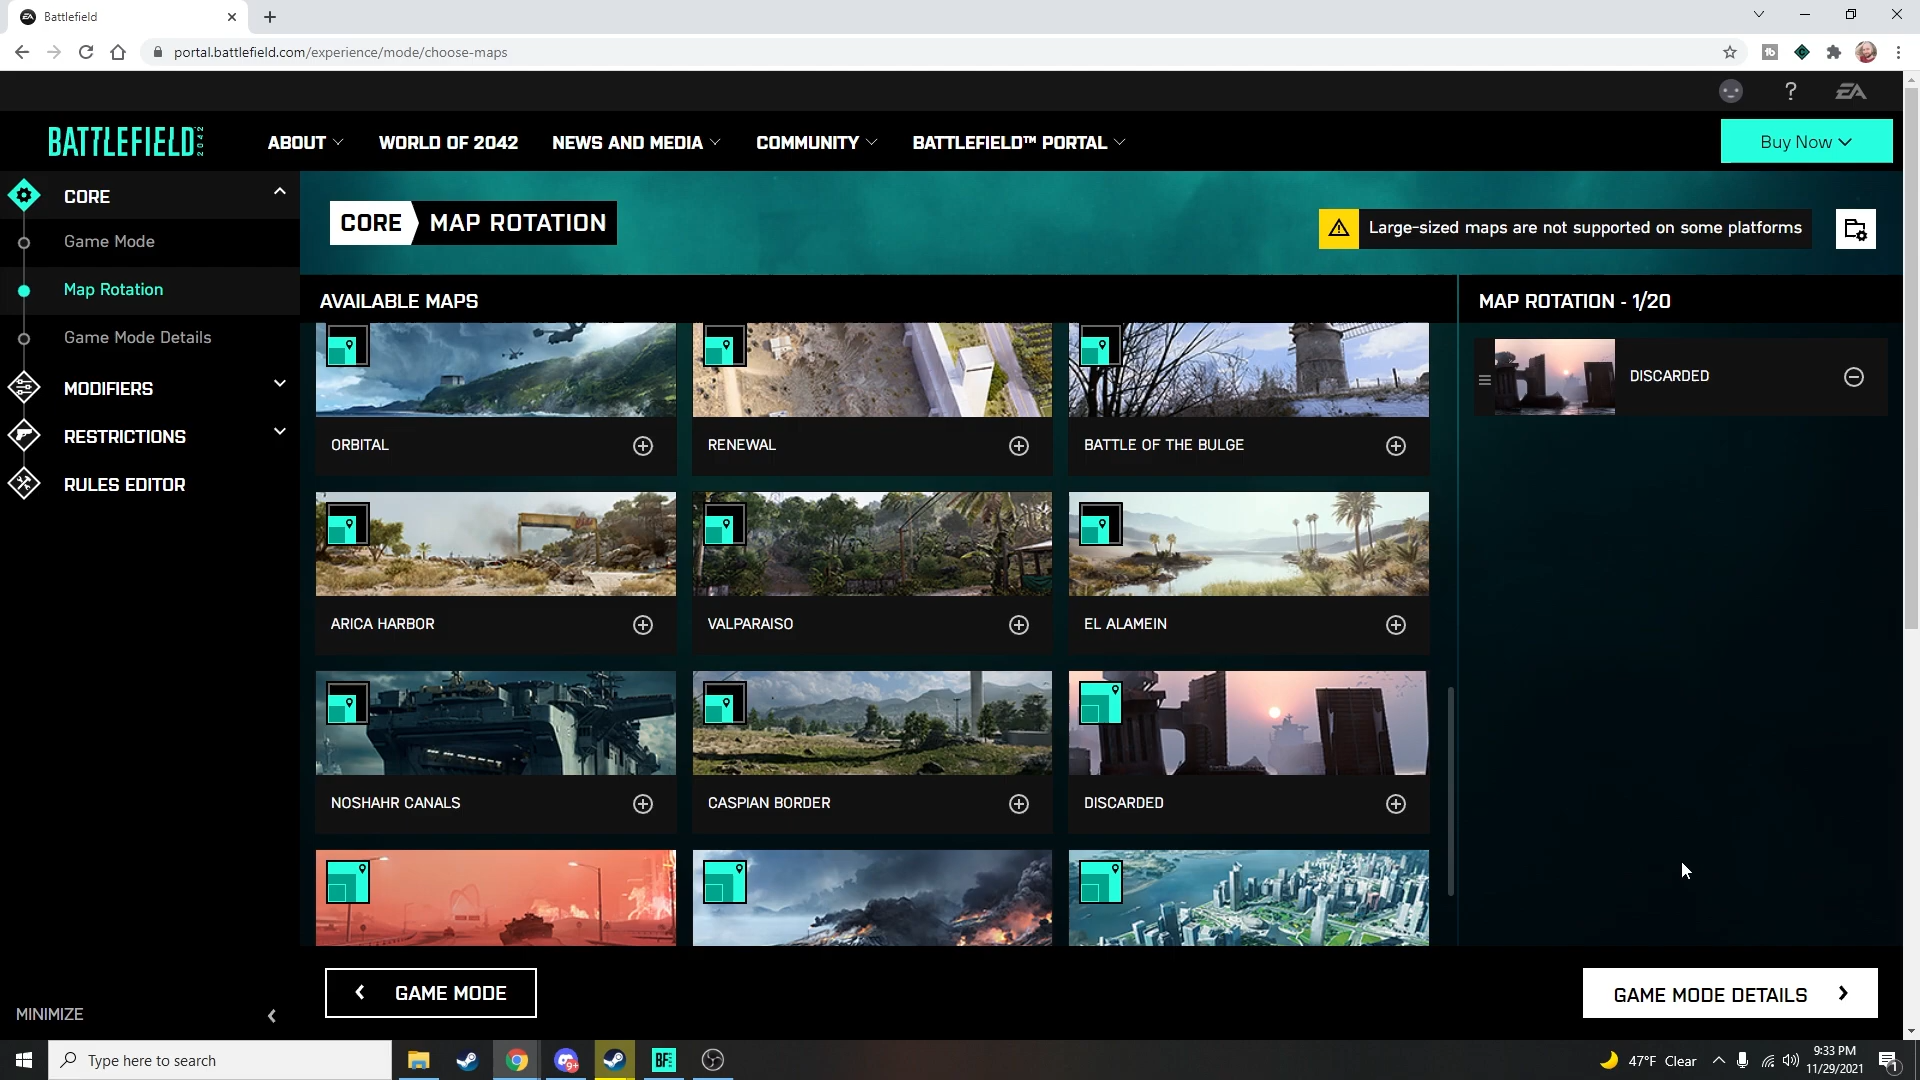 Battlefield
portal.battlefield.com/experience/mode/choose-maps
?
EA
BATTLEFIELD 2042
ABOUT
WORLD OF 2042
NEWS AND MEDIA
COMMUNITY
BATTLEFIELD™ PORTAL
Buy Now
CORE
Game Mode
Map Rotation
Game Mode Details
MODIFIERS
RESTRICTIONS
RULES EDITOR
MINIMIZE
CORE MAP ROTATION
Large-sized maps are not supported on some platforms
AVAILABLE MAPS
ORBITAL
RENEWAL
BATTLE OF THE BULGE
ARICA HARBOR
VALPARAISO
EL ALAMEIN
NOSHAHR CANALS
CASPIAN BORDER
DISCARDED
MAP ROTATION - 1/20
DISCARDED
GAME MODE
GAME MODE DETAILS
Type here to search
9+
BF
47°F Clear
9:33 PM
11/29/2021
1